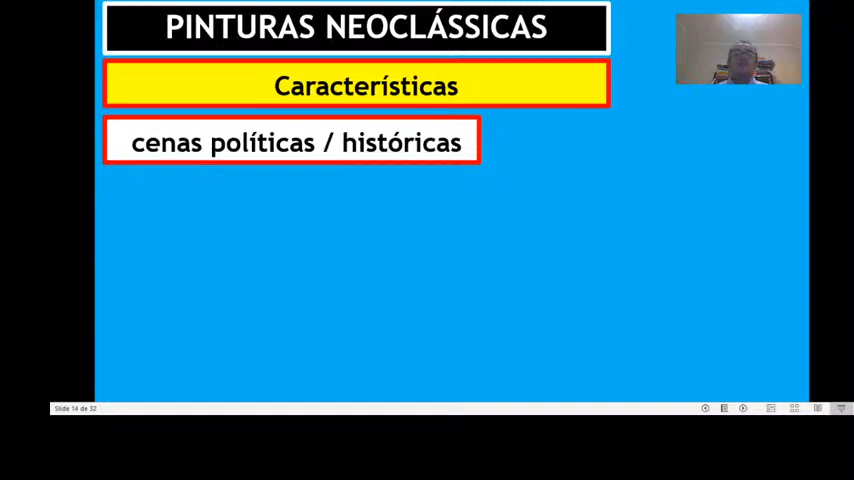 PINTURAS NEOCLÁSSICAS
Características
cenas políticas / históricas
Slide 14 de 32